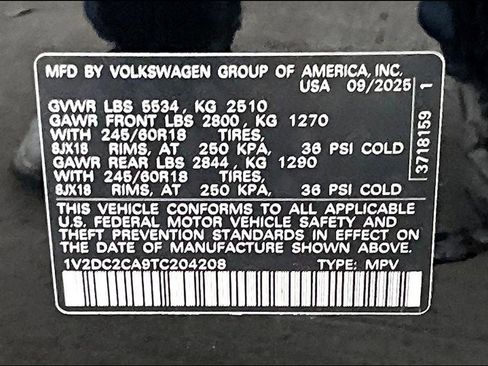 MFD BY VOLKSWAGEN GROUP OF AMERICA, INC.
USA 09/2025
GVWR LBS 5534, KG 2510
GAWR FRONT LBS 2800, KG 1270
WITH 245/60R18 TIRES,
8JX18 RIMS, AT 250 KPA, 36 PSI COLD
GAWR REAR LBS 2844, KG 1290
WITH 245/60R18 TIRES,
8JX18 RIMS, AT 250 KPA, 36 PSI COLD
THIS VEHICLE CONFORMS TO ALL APPLICABLE
U.S. FEDERAL MOTOR VEHICLE SAFETY AND
THEFT PREVENTION STANDARDS IN EFFECT ON
THE DATE OF MANUFACTURE SHOWN ABOVE.
1V2DC2CA9TC204208 TYPE: MPV
3718159 1